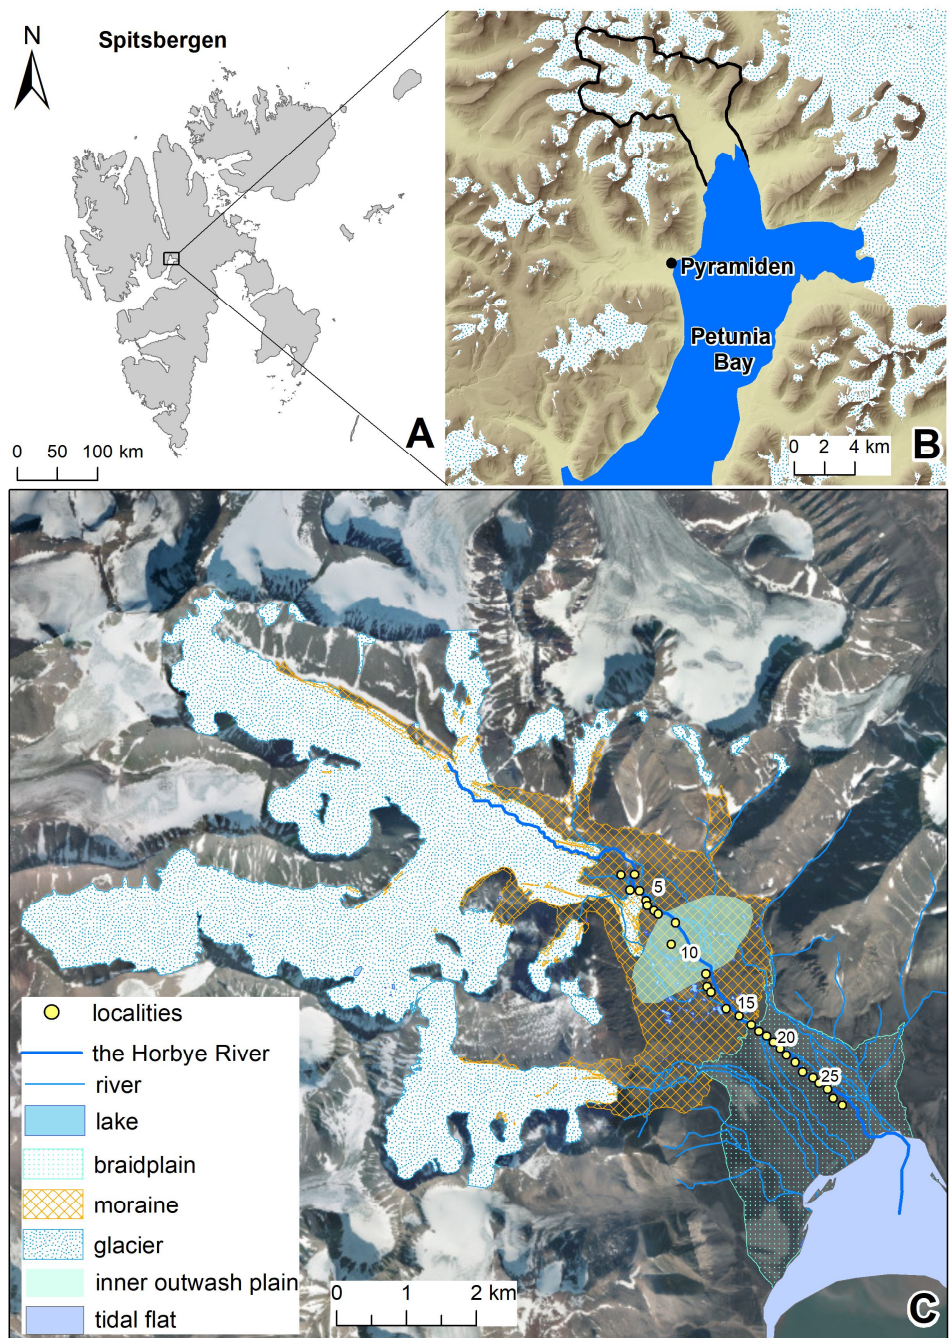 N
Spitsbergen
0 50 100 km
A
Pyramiden
Petunia
Bay
0 2 4 km
B
5
10
15
20
25
localities
the Horbye River
river
lake
braidplain
moraine
glacier
inner outwash plain
tidal flat
0 1 2 km
C